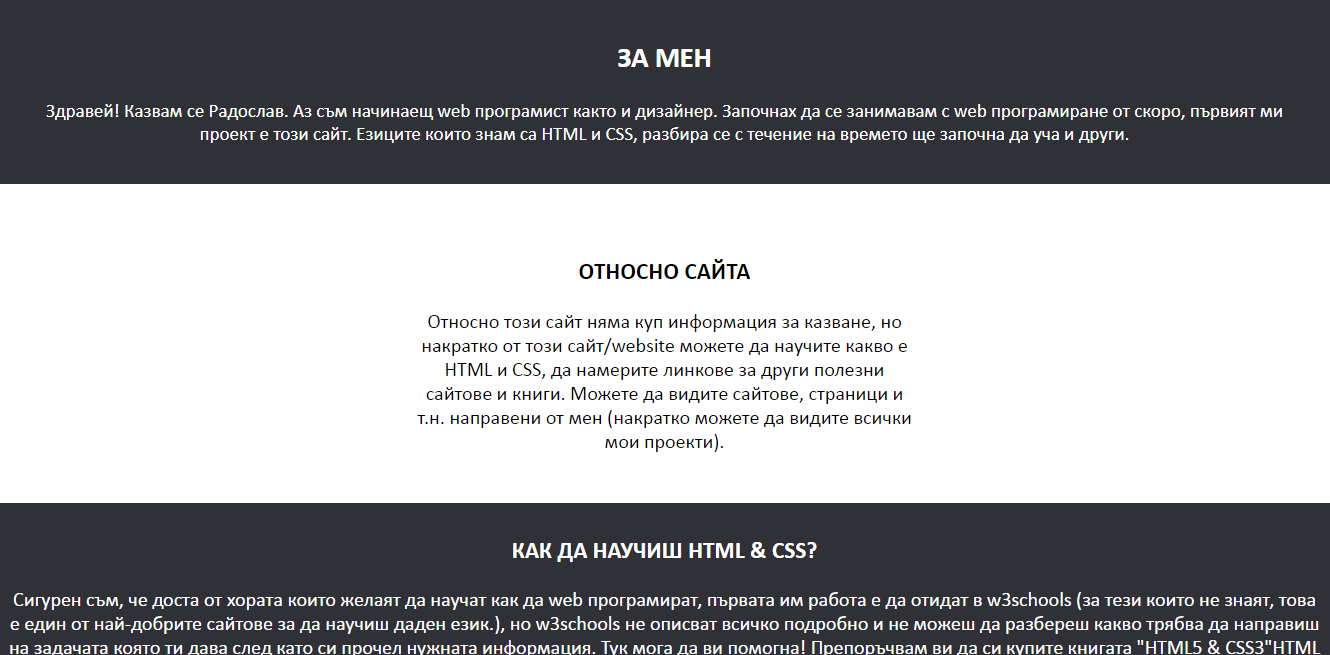 ЗА МЕН
Здравей! Казвам се Радослав. Аз съм начинаещ web програмист както и дизайнер. Започнах да се занимавам с web програмиране от скоро, първият ми
проект е този сайт. Езиците които знам са HTML и CSS, разбира се с течение на времето ще започна да уча и други.
ОТНОСНО САЙТА
Относно този сайт няма куп информация за казване, но
накратко от този сайт/website можете да научите какво е
HTML и CSS, да намерите линкове за други полезни
сайтове и книги. Можете да видите сайтове, страници и
т.н. направени от мен (накратко можете да видите всички
мои проекти).
КАК ДА НАУЧИШ HTML & CSS?
Сигурен съм, че доста от хората които желаят да научат как да web програмират, първата им работа е да отидат в w3schools (за тези които не знаят, това
е един от най-добрите сайтове за да научиш даден език.), но w3schools не описват всичко подробно и не можеш да разбереш какво трябва да направиш
на задачата която ти дава след като си прочел нужната информация. Тук мога да ви помогна! Препоръчвам ви да си купите книгата "HTML5 & CSS3"HTML